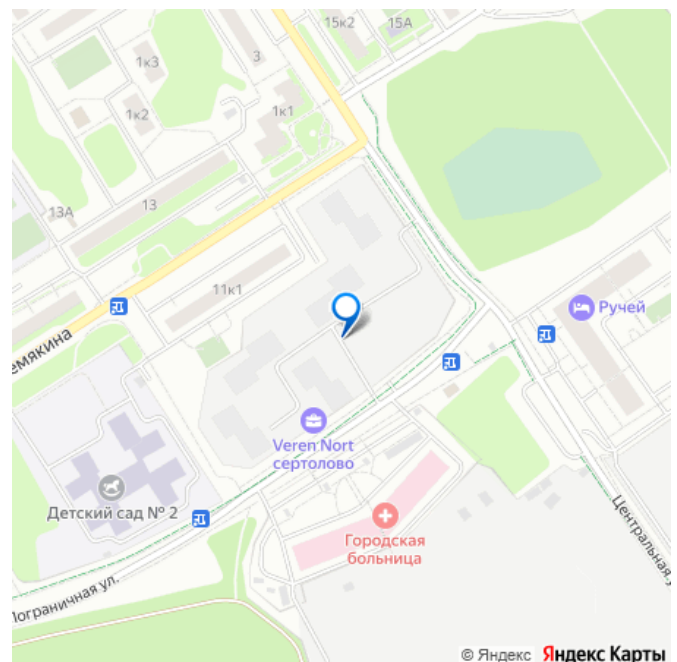 15к2
15А
1к3
3
1к2
1к1
13А
13
11к1
емякина
Ручей
Veren Nort
сертолово
Детский сад № 2
Городская
больница
Пограничная ул.
Центральная у
© Яндекс Яндекс Карты